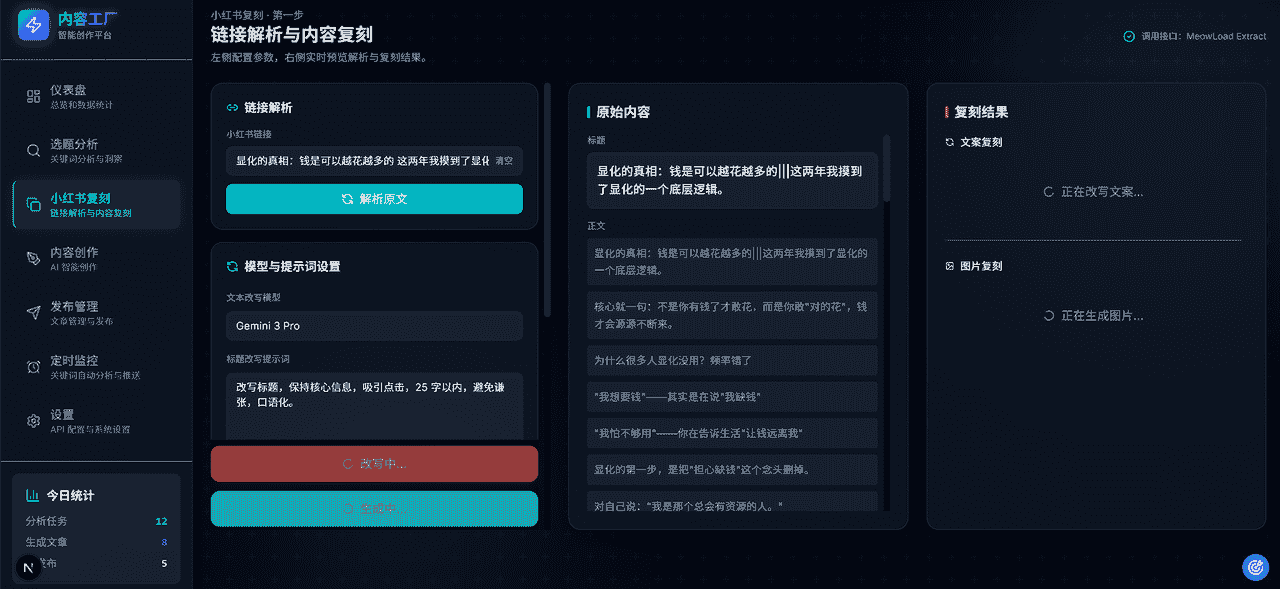 内容工厂
智能创作平台
仪表盘
总览和数据统计
选题分析
关键词分析与洞察
小红书复刻
链接解析与内容复刻
内容创作
AI 智能创作
发布管理
文章管理与发布
定时监控
关键词自动分析与推送
设置
API 配置与系统设置
今日统计
分析任务 12
生成文章 8
发布 5
N
小红书复刻 · 第一步
链接解析与内容复刻
左侧配置参数，右侧实时预览解析与复刻结果。
调用接口：MeowLoad Extract
链接解析
小红书链接
显化的真相：钱是可以越花越多的 这两年我摸到了显化 清空
解析原文
模型与提示词设置
文本改写模型
Gemini 3 Pro
标题改写提示词
改写标题，保持核心信息，吸引点击，25 字以内，避免谦
张，口语化。
改写中...
原始内容
标题
显化的真相：钱是可以越花越多的|||这两年我摸到
了显化的一个底层逻辑。
正文
显化的真相：钱是可以越花越多的|||这两年我摸到了显化的
一个底层逻辑。
核心就一句：不是你有钱了才敢花，而是你敢"对的花"，钱
才会源源不断来。
为什么很多人显化没用？频率错了
"我想要钱"——其实是在说"我缺钱"
"我怕不够用"——你在告诉生活"让钱远离我"
显化的第一步，是把"担心缺钱"这个念头删掉。
对自己说："我是那个总会有资源的人。"
复刻结果
文案复刻
正在改写文案...
图片复刻
正在生成图片...